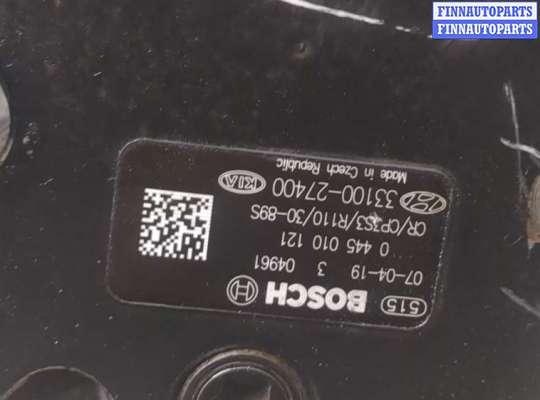 FINNAUTOPARTS
FINNAUTOPARTS
515 BOSCH
07-04-19 3 04961
0 445 010 121
CR/CP3S3/R110/30-89S
33100-27400 KIA
Made in Czech Republic